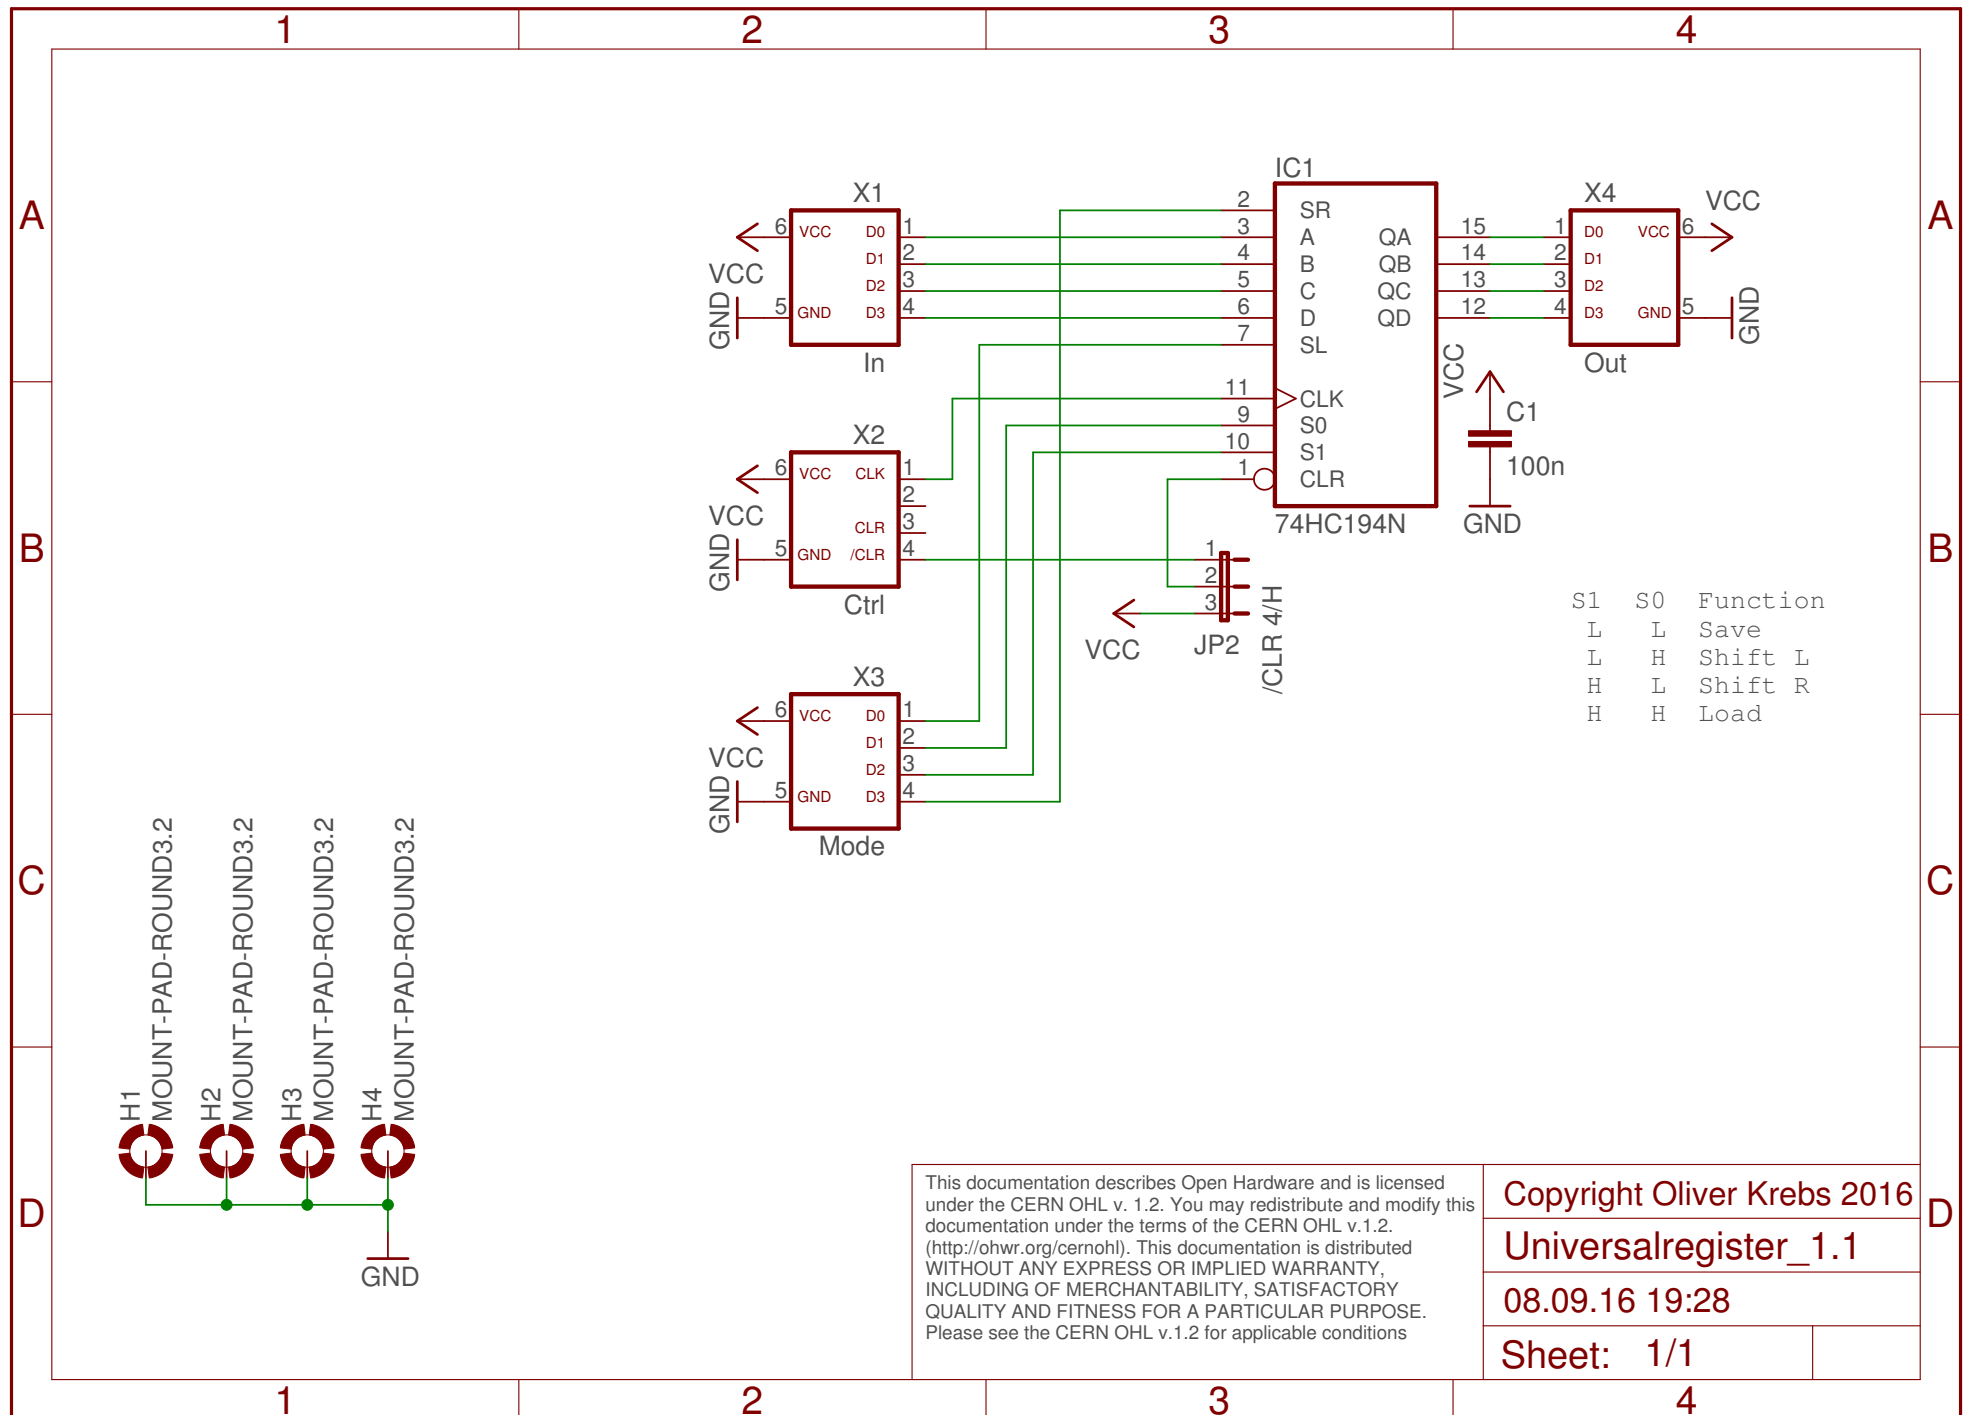 1 2 3 4
A A
B B
C C
D D
X1
6 VCC D0 1
D1 2
VCC D2 3
GND 5 GND D3 4
In
X2
6 VCC CLK 1
2
VCC CLR 3
GND 5 GND /CLR 4
Ctrl
X3
6 VCC D0 1
D1 2
VCC D2 3
GND 5 GND D3 4
Mode
IC1
2 SR
3 A QA 15
4 B QB 14
5 C QC 13
6 D QD 12
7 SL
11 CLK
9 S0
10 S1
1 CLR
74HC194N
X4
VCC
1 D0 VCC 6
2 D1
3 D2
4 D3 GND 5 GND
Out
VCC
C1
100n
GND
1
2
3
VCC JP2 /CLR 4/H
S1 S0 Function
L L Save
L H Shift L
H L Shift R
H H Load
H1 MOUNT-PAD-ROUND3.2
H2 MOUNT-PAD-ROUND3.2
H3 MOUNT-PAD-ROUND3.2
H4 MOUNT-PAD-ROUND3.2
GND
This documentation describes Open Hardware and is licensed
under the CERN OHL v. 1.2. You may redistribute and modify this
documentation under the terms of the CERN OHL v.1.2.
(http://ohwr.org/cernohl). This documentation is distributed
WITHOUT ANY EXPRESS OR IMPLIED WARRANTY,
INCLUDING OF MERCHANTABILITY, SATISFACTORY
QUALITY AND FITNESS FOR A PARTICULAR PURPOSE.
Please see the CERN OHL v.1.2 for applicable conditions
Copyright Oliver Krebs 2016
Universalregister_1.1
08.09.16 19:28
Sheet: 1/1
1 2 3 4